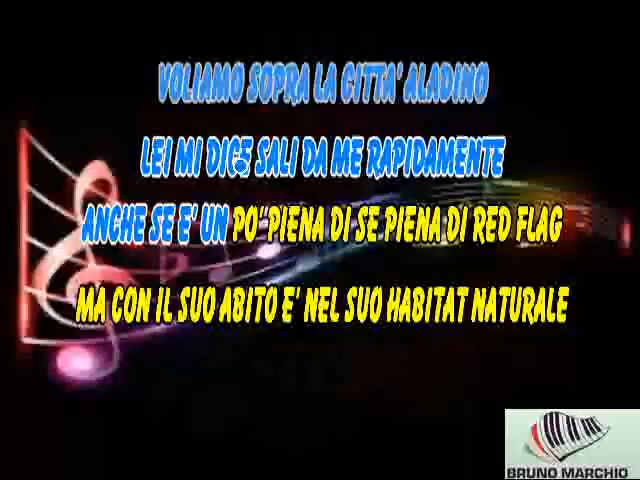 VOLIAMO SOPRA LA CITTA' ALADINO
LEI MI DICE SALI DA ME RAPIDAMENTE
ANCHE SE E' UN PO' PIENA DI SE PIENA DI RED FLAG
MA CON IL SUO ABITO E' NEL SUO HABITAT NATURALE
BRUNO MARCHIO